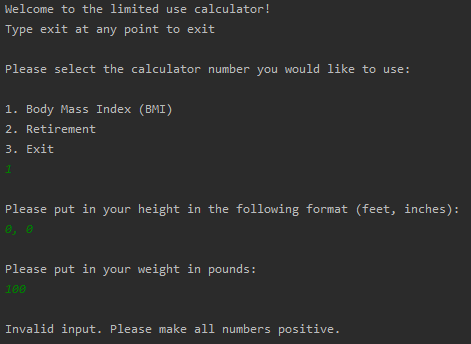 Welcome to the limited use calculator!
Type exit at any point to exit
Please select the calculator number you would like to use:
1. Body Mass Index (BMI)
2. Retirement
3. Exit
1
Please put in your height in the following format (feet, inches):
0, 0
Please put in your weight in pounds:
100
Invalid input. Please make all numbers positive.